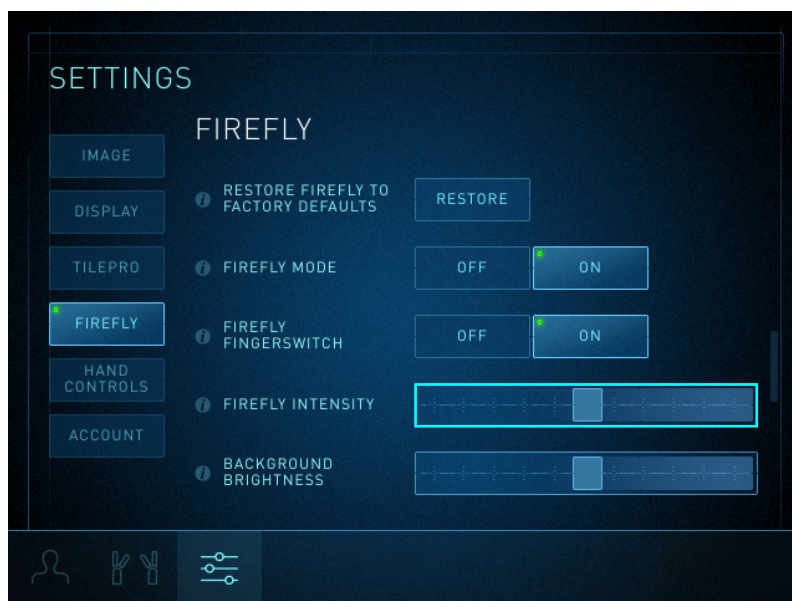 SETTINGS
FIREFLY
IMAGE
DISPLAY
TILEPRO
FIREFLY
HAND
CONTROLS
ACCOUNT
RESTORE FIREFLY TO
FACTORY DEFAULTS
RESTORE
FIREFLY MODE
OFF
ON
FIREFLY
FINGERSWITCH
OFF
ON
FIREFLY INTENSITY
BACKGROUND
BRIGHTNESS